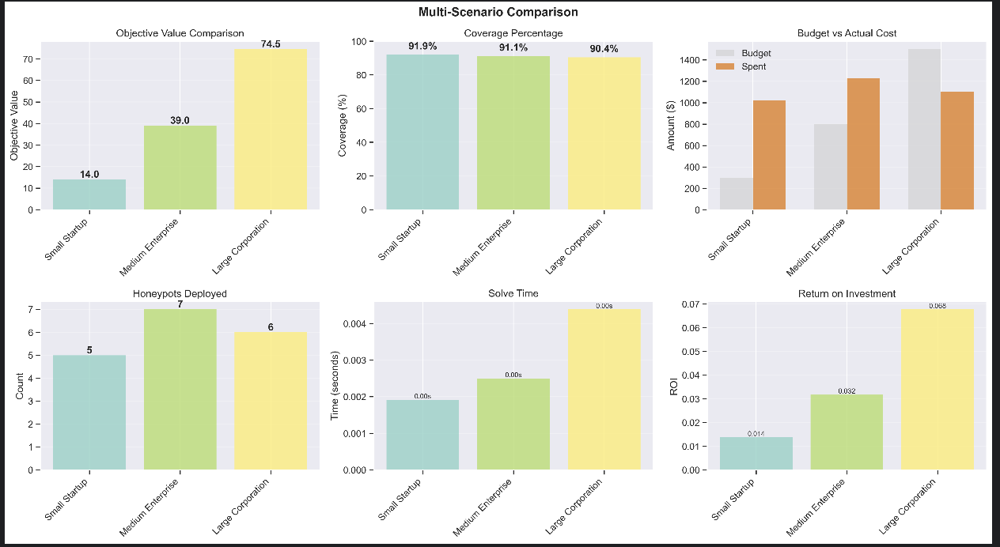 Multi-Scenario Comparison
Objective Value Comparison
Objective Value
70
60
50
40
30
20
10
0
14.0
39.0
74.5
Small Startup
Medium Enterprise
Large Corporation
Coverage Percentage
Coverage (%)
100
80
60
40
20
0
91.9%
91.1%
90.4%
Small Startup
Medium Enterprise
Large Corporation
Budget vs Actual Cost
Amount ($)
1400
1200
1000
800
600
400
200
0
Budget
Spent
Small Startup
Medium Enterprise
Large Corporation
Honeypots Deployed
Count
7
6
5
4
3
2
1
0
5
7
6
Small Startup
Medium Enterprise
Large Corporation
Solve Time
Time (seconds)
0.004
0.003
0.002
0.001
0.000
0.00s
0.00s
0.00s
Small Startup
Medium Enterprise
Large Corporation
Return on Investment
ROI
0.07
0.06
0.05
0.04
0.03
0.02
0.01
0.00
0.014
0.032
0.068
Small Startup
Medium Enterprise
Large Corporation